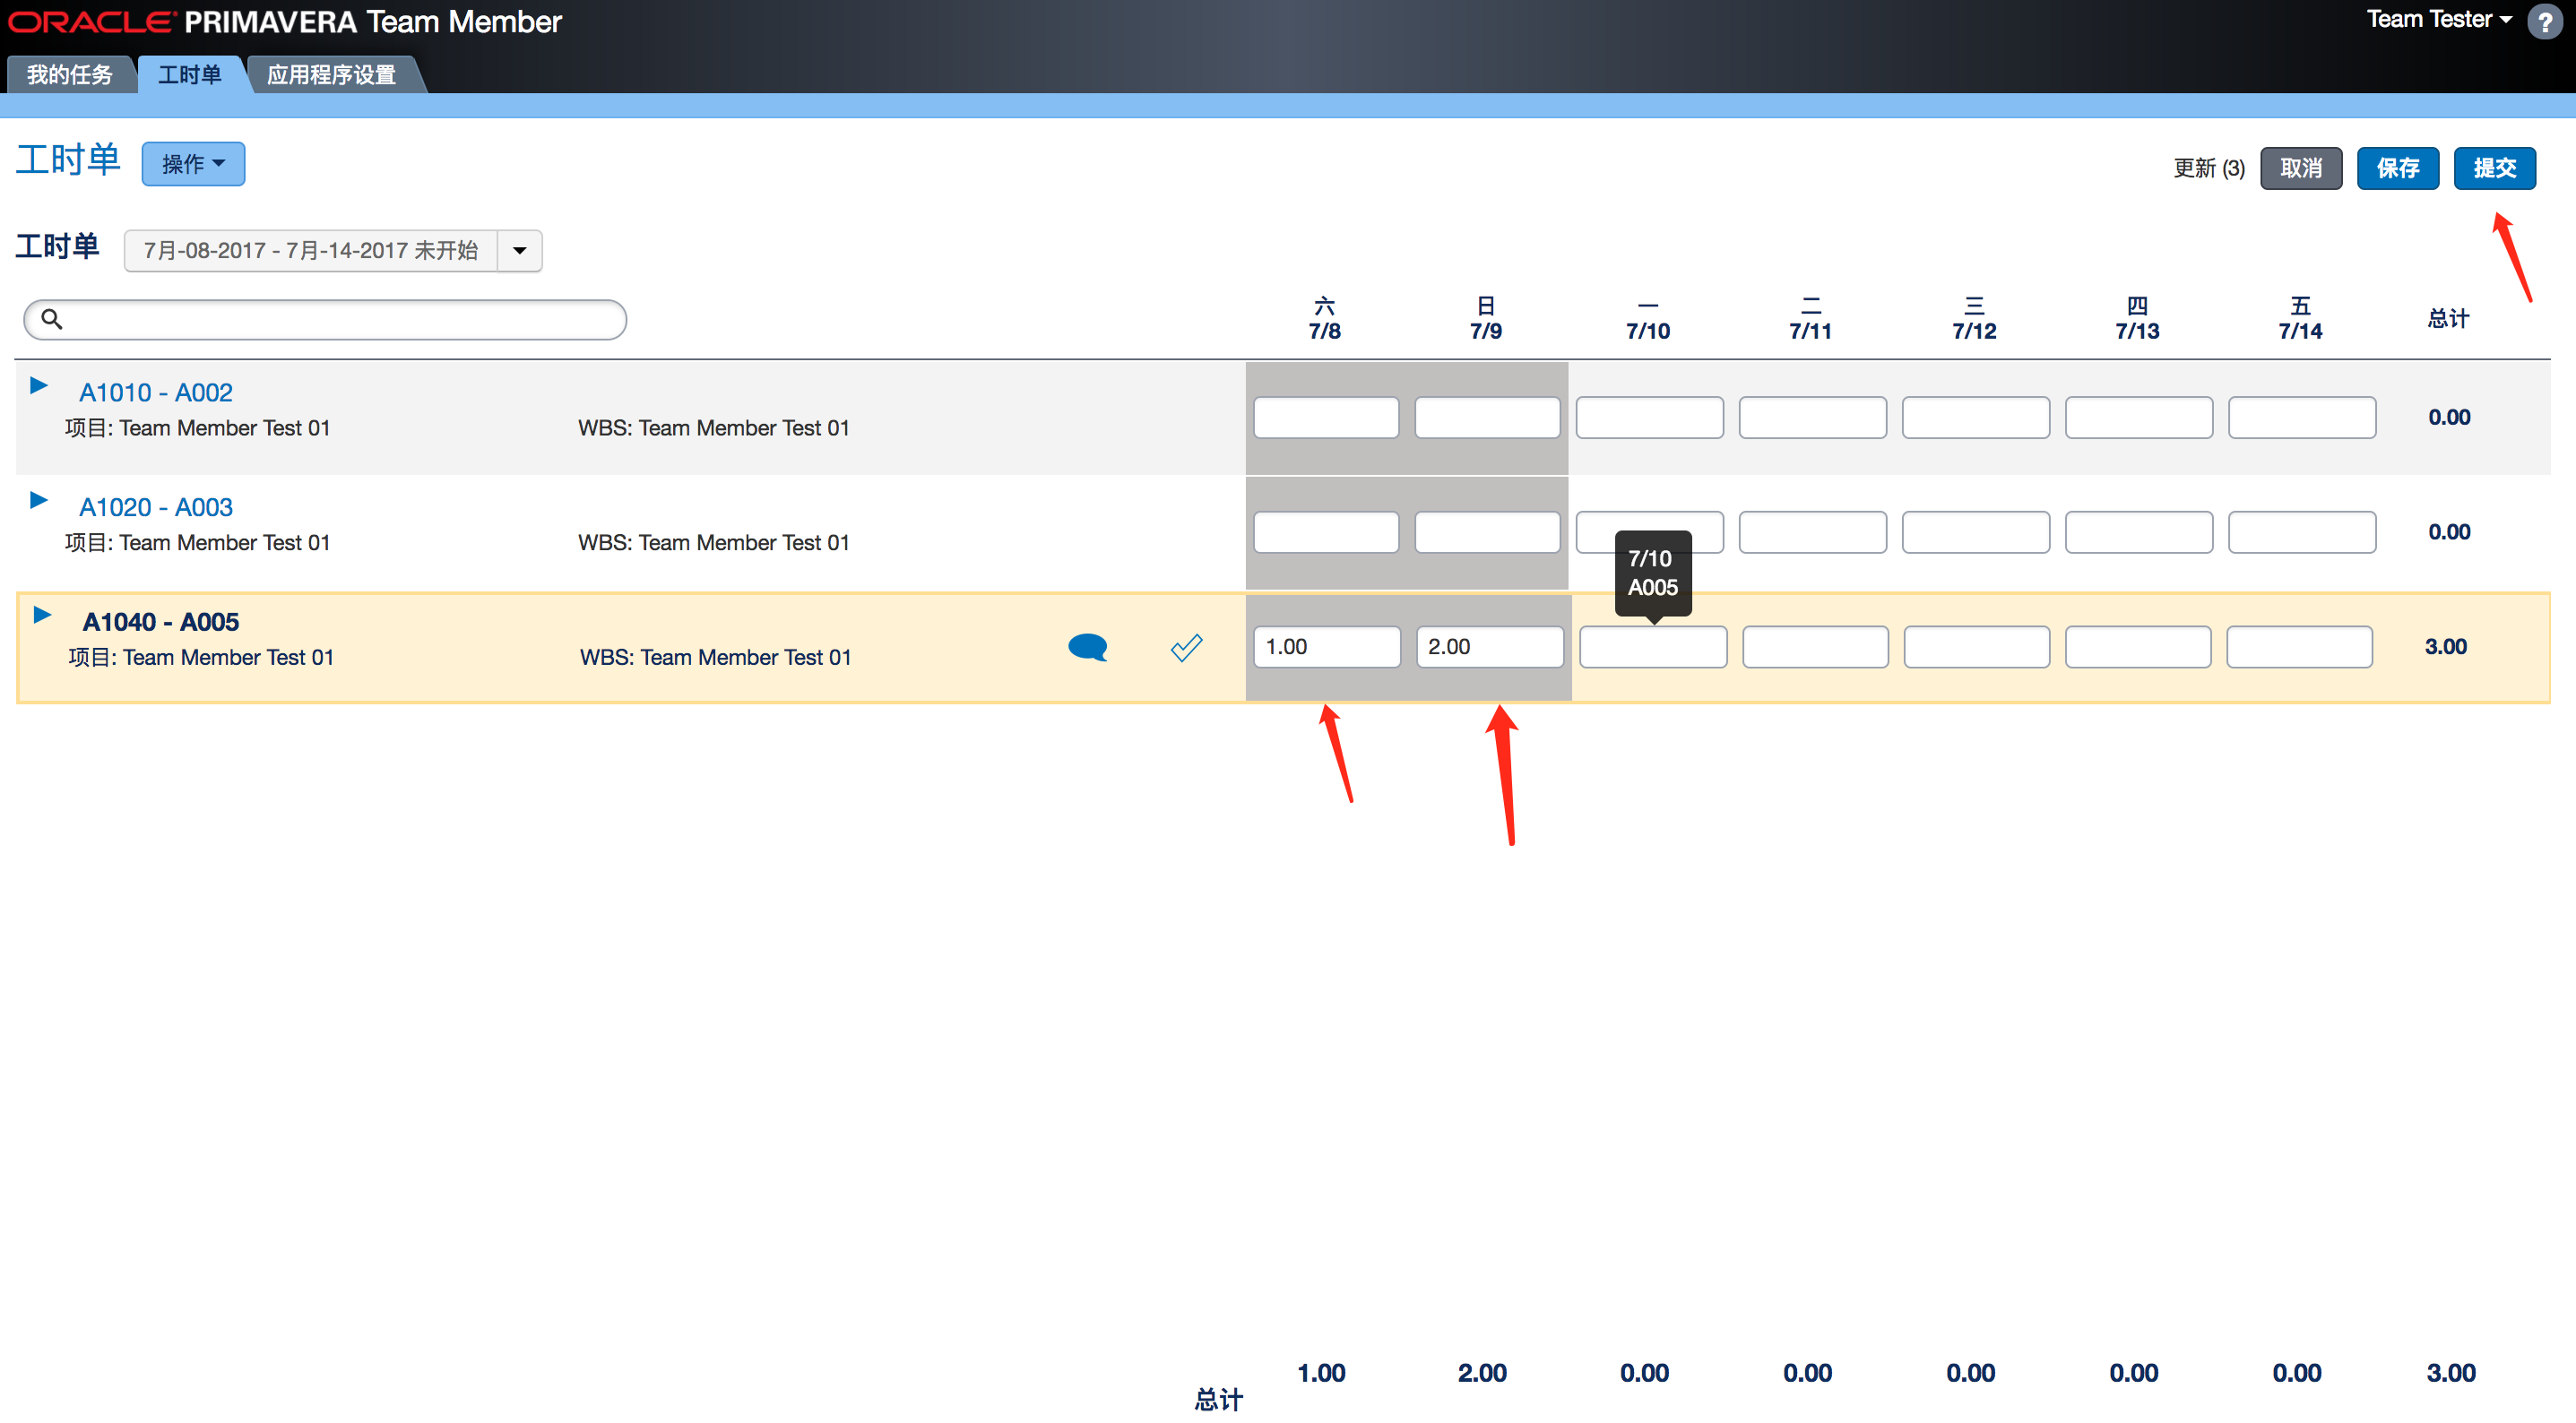 ORACLE PRIMAVERA Team Member
Team Tester ?
我的任务 工时单 应用程序设置
工时单 操作
更新 (3) 取消 保存 提交
工时单 7月-08-2017 - 7月-14-2017 未开始
六 日 一 二 三 四 五 总计
7/8 7/9 7/10 7/11 7/12 7/13 7/14
A1010 - A002
项目: Team Member Test 01 WBS: Team Member Test 01 0.00
A1020 - A003
项目: Team Member Test 01 WBS: Team Member Test 01 0.00
7/10
A005
A1040 - A005
项目: Team Member Test 01 WBS: Team Member Test 01 1.00 2.00 3.00
总计 1.00 2.00 0.00 0.00 0.00 0.00 0.00 3.00